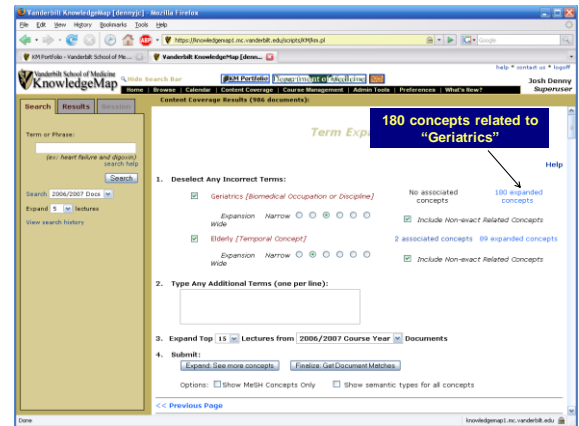 Vanderbilt KnowledgeMap [dennyjc] - Mozilla Firefox
File Edit View History Bookmarks Tools Help
https://knowledgemap1.mc.vanderbilt.edu/scripts/KM/kn.pl
Google
KM Portfolio - Vanderbilt School of Me...
Vanderbilt KnowledgeMap [denn...
help * contact us * logoff
Vanderbilt School of Medicine
KnowledgeMap
Hide Search Bar
KM Portfolio
Department of Medicine
Josh Denny
Superuser
Home | Browse | Calendar | Content Coverage | Course Management | Admin Tools | Preferences | What's New?
Search Results Session
Content Coverage Results (986 documents):
180 concepts related to
“Geriatrics”
Term Expa
Term or Phrase:
(ex: heart failure and digoxin)
search help
Search
Search 2006/2007 Docs
Expand 5 lectures
View search history
Help
1. Deselect Any Incorrect Terms:
Geriatrics [Biomedical Occupation or Discipline]
No associated concepts
180 expanded concepts
Expansion Narrow
Wide
Include Non-exact Related Concepts
Elderly [Temporal Concept]
2 associated concepts 89 expanded concepts
Expansion Narrow
Wide
Include Non-exact Related Concepts
2. Type Any Additional Terms (one per line):
3. Expand Top 15 Lectures from 2006/2007 Course Year Documents
4. Submit:
Expand: See more concepts
Finalize: Get Document Matches
Options: Show MeSH Concepts Only Show semantic types for all concepts
<< Previous Page
Done
knowledgemap1.mc.vanderbilt.edu